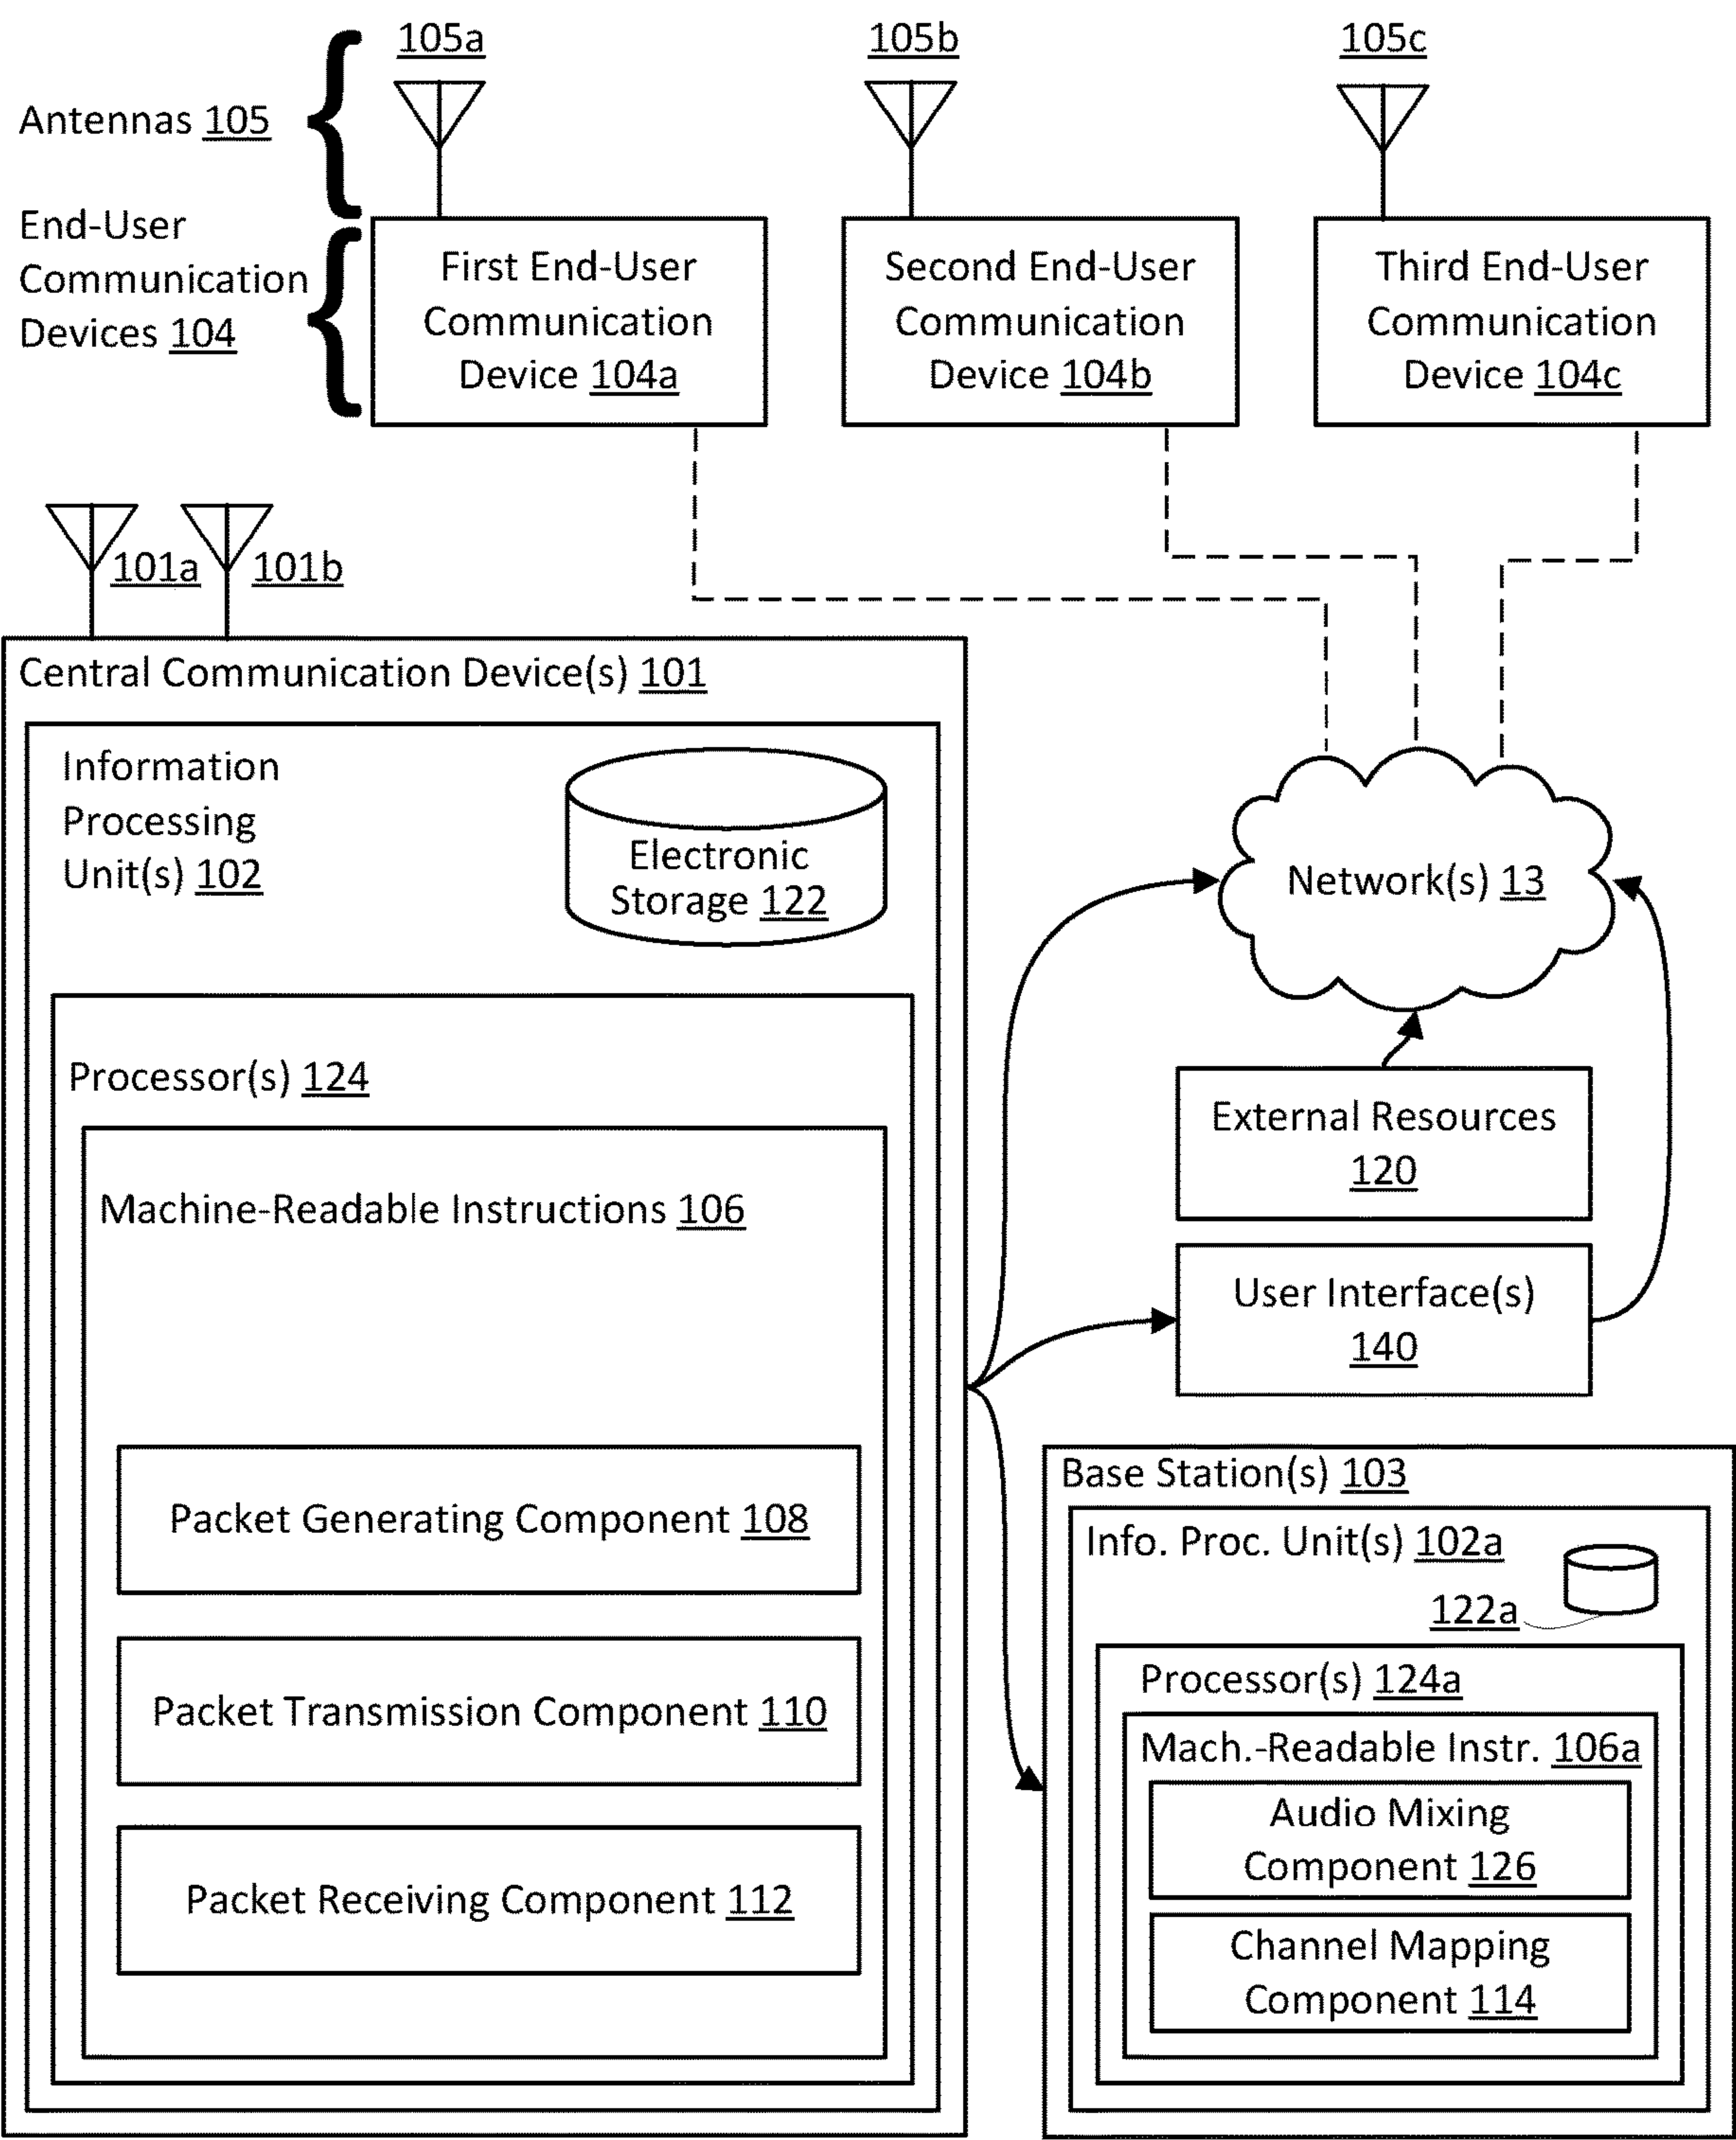 105a
105b
105c
Antennas 105
End-User
Communication
Devices 104
First End-User
Communication
Device 104a
Second End-User
Communication
Device 104b
Third End-User
Communication
Device 104c
101a
101b
Central Communication Device(s) 101
Information
Processing
Unit(s) 102
Electronic
Storage 122
Processor(s) 124
Machine-Readable Instructions 106
Packet Generating Component 108
Packet Transmission Component 110
Packet Receiving Component 112
Network(s) 13
External Resources
120
User Interface(s)
140
Base Station(s) 103
Info. Proc. Unit(s) 102a
122a
Processor(s) 124a
Mach.-Readable Instr. 106a
Audio Mixing
Component 126
Channel Mapping
Component 114